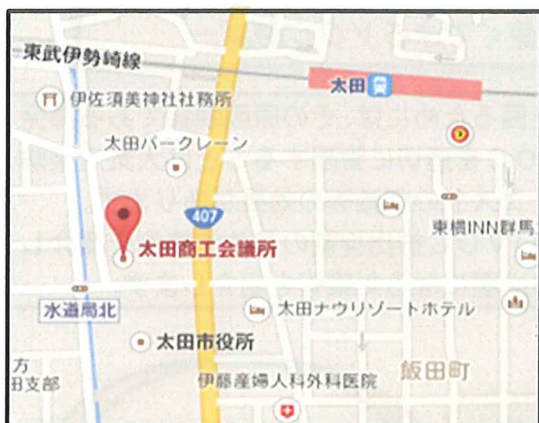 東武伊勢崎線
太田
伊佐須美神社社務所
太田パークレーン
407
東横INN群馬
太田商工会議所
水道局北
太田ナウリゾートホテル
太田市役所
方
田支部
伊藤産婦人科外科医院
飯田町